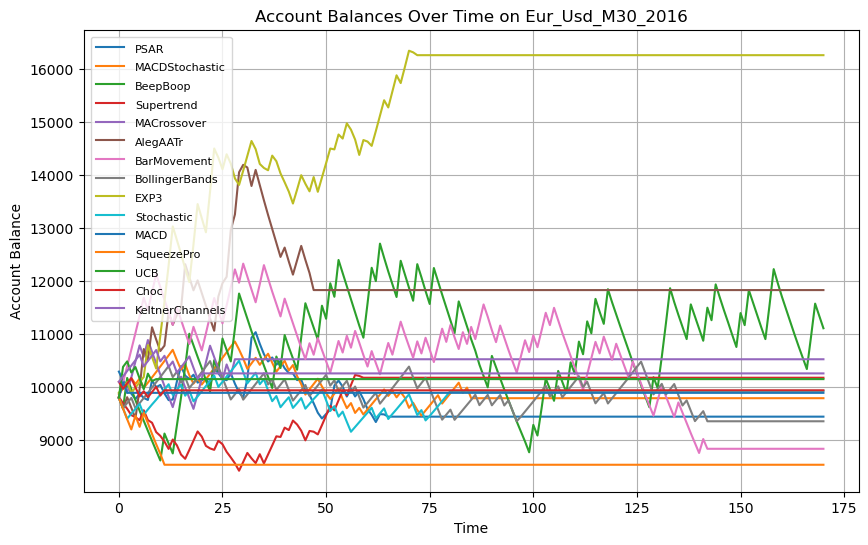 Account Balances Over Time on Eur_Usd_M30_2016
Account Balance
16000
15000
14000
13000
12000
11000
10000
9000
PSAR
MACDStochastic
BeepBoop
Supertrend
MACrossover
AlegAATr
BarMovement
BollingerBands
EXP3
Stochastic
MACD
SqueezePro
UCB
Choc
KeltnerChannels
0
25
50
75
100
125
150
175
Time